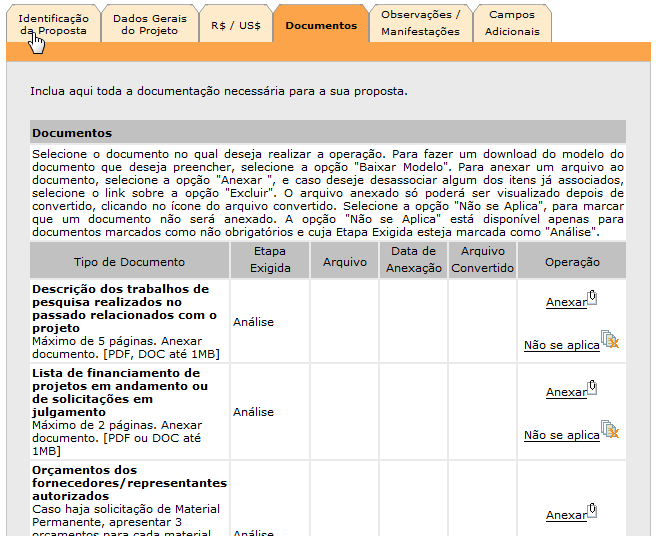 Identificação
da Proposta
Dados Gerais
do Projeto
R$ / US$
Documentos
Observações /
Manifestações
Campos
Adicionais
Inclua aqui toda a documentação necessária para a sua proposta.
Documentos
Selecione o documento no qual deseja realizar a operação. Para fazer um download do modelo do
documento que deseja preencher, selecione a opção "Baixar Modelo". Para anexar um arquivo ao
documento, selecione a opção "Anexar ", e caso deseje desassociar algum dos itens já associados,
selecione o link sobre a opção "Excluir". O arquivo anexado só poderá ser visualizado depois de
convertido, clicando no ícone do arquivo convertido. Selecione a opção "Não se Aplica", para marcar
que um documento não será anexado. A opção "Não se Aplica" está disponível apenas para
documentos marcados como não obrigatórios e cuja Etapa Exigida esteja marcada como "Análise".
Tipo de Documento
Etapa
Exigida
Arquivo
Data de
Anexação
Arquivo
Convertido
Operação
Descrição dos trabalhos de
pesquisa realizados no
passado relacionados com o
projeto
Máximo de 5 páginas. Anexar
documento. [PDF, DOC até 1MB]
Análise
Anexar
Não se aplica
Lista de financiamento de
projetos em andamento ou
de solicitações em
julgamento
Máximo de 2 páginas. Anexar
documento. [PDF ou DOC até
1MB]
Análise
Anexar
Não se aplica
Orçamentos dos
fornecedores/representantes
autorizados
Caso haja solicitação de Material
Permanente, apresentar 3
orçamentos para cada material
Análise
Anexar